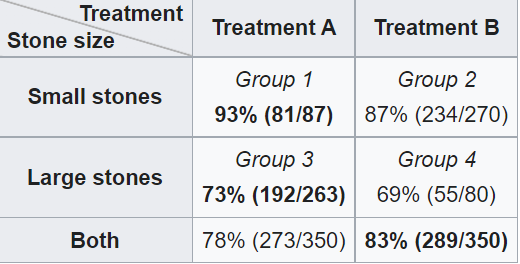 Treatment
Stone size
Treatment A
Treatment B
Small stones
Group 1
93% (81/87)
Group 2
87% (234/270)
Large stones
Group 3
73% (192/263)
Group 4
69% (55/80)
Both
78% (273/350)
83% (289/350)